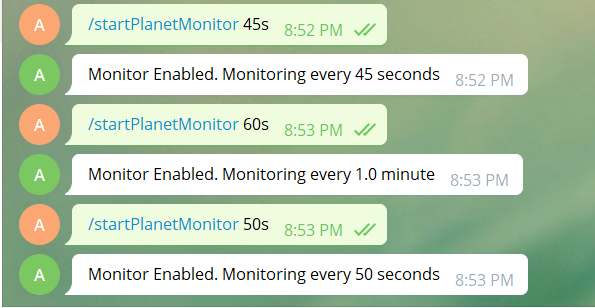 A
/startPlanetMonitor 45s 8:52 PM
A
Monitor Enabled. Monitoring every 45 seconds 8:52 PM
A
/startPlanetMonitor 60s 8:53 PM
A
Monitor Enabled. Monitoring every 1.0 minute 8:53 PM
A
/startPlanetMonitor 50s 8:53 PM
A
Monitor Enabled. Monitoring every 50 seconds 8:53 PM